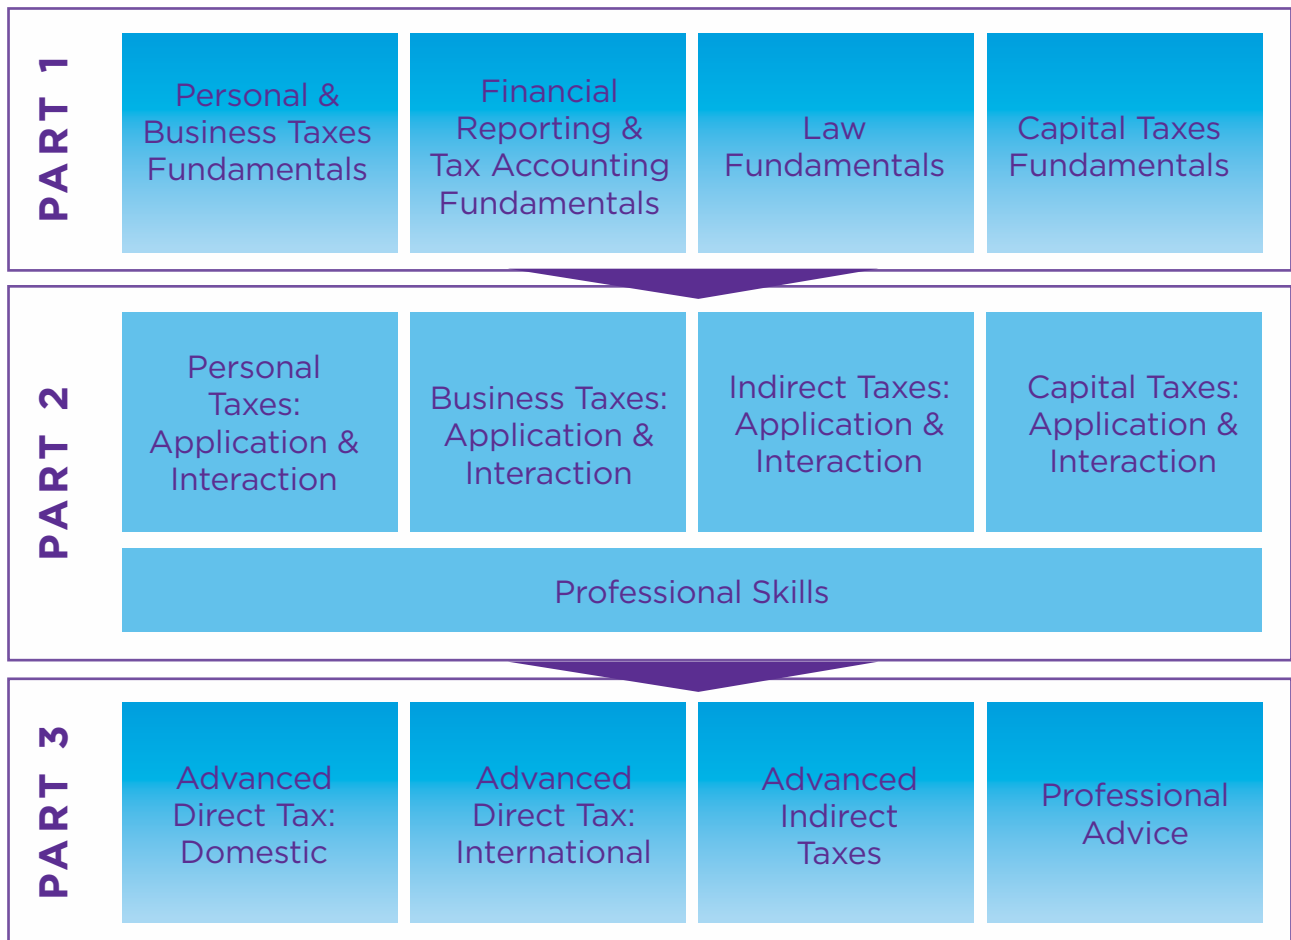 PART 1
Personal &
Business Taxes
Fundamentals
Financial
Reporting &
Tax Accounting
Fundamentals
Law
Fundamentals
Capital Taxes
Fundamentals
PART 2
Personal
Taxes:
Application &
Interaction
Business Taxes:
Application &
Interaction
Indirect Taxes:
Application &
Interaction
Capital Taxes:
Application &
Interaction
Professional Skills
PART 3
Advanced
Direct Tax:
Domestic
Advanced
Direct Tax:
International
Advanced
Indirect
Taxes
Professional
Advice